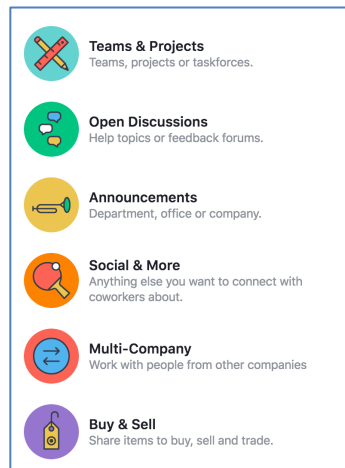 Teams & Projects
Teams, projects or taskforces.
Open Discussions
Help topics or feedback forums.
Announcements
Department, office or company.
Social & More
Anything else you want to connect with
coworkers about.
Multi-Company
Work with people from other companies
Buy & Sell
Share items to buy, sell and trade.